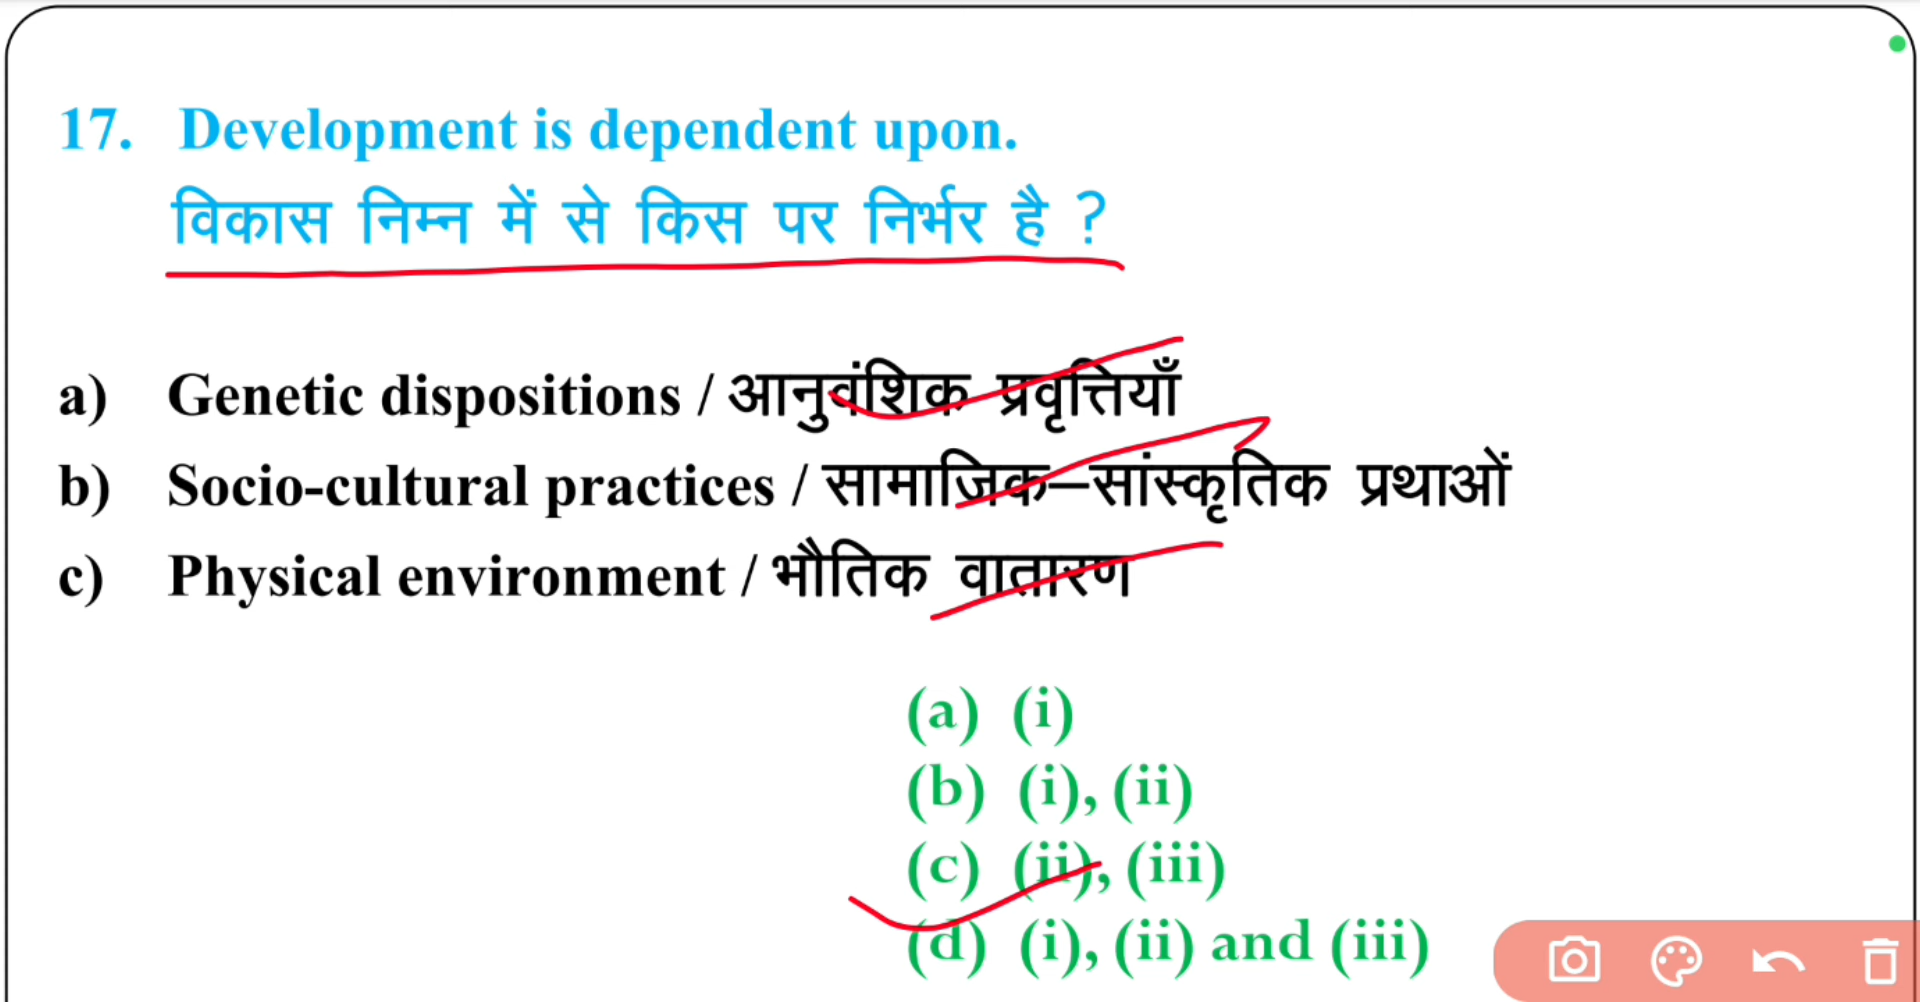 17. Development is dependent upon.
विकास निम्न में से किस पर निर्भर है ?
a) Genetic dispositions / आनुवंशिक प्रवृत्तियाँ
b) Socio-cultural practices / सामाजिक–सांस्कृतिक प्रथाओं
c) Physical environment / भौतिक वातारण
(a) (i)
(b) (i), (ii)
(c) (ii), (iii)
(d) (i), (ii) and (iii)